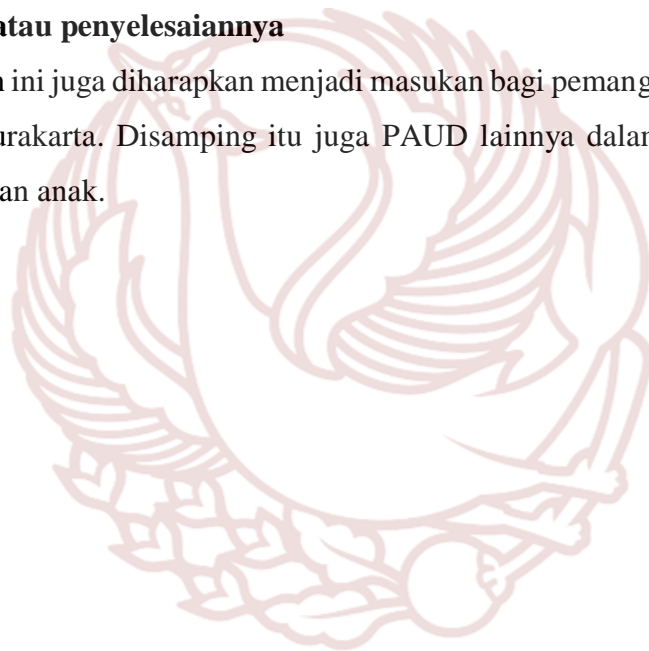 atau penyelesaiannya
ini juga diharapkan menjadi masukan bagi pemang
urakarta. Disamping itu juga PAUD lainnya dalam
an anak.